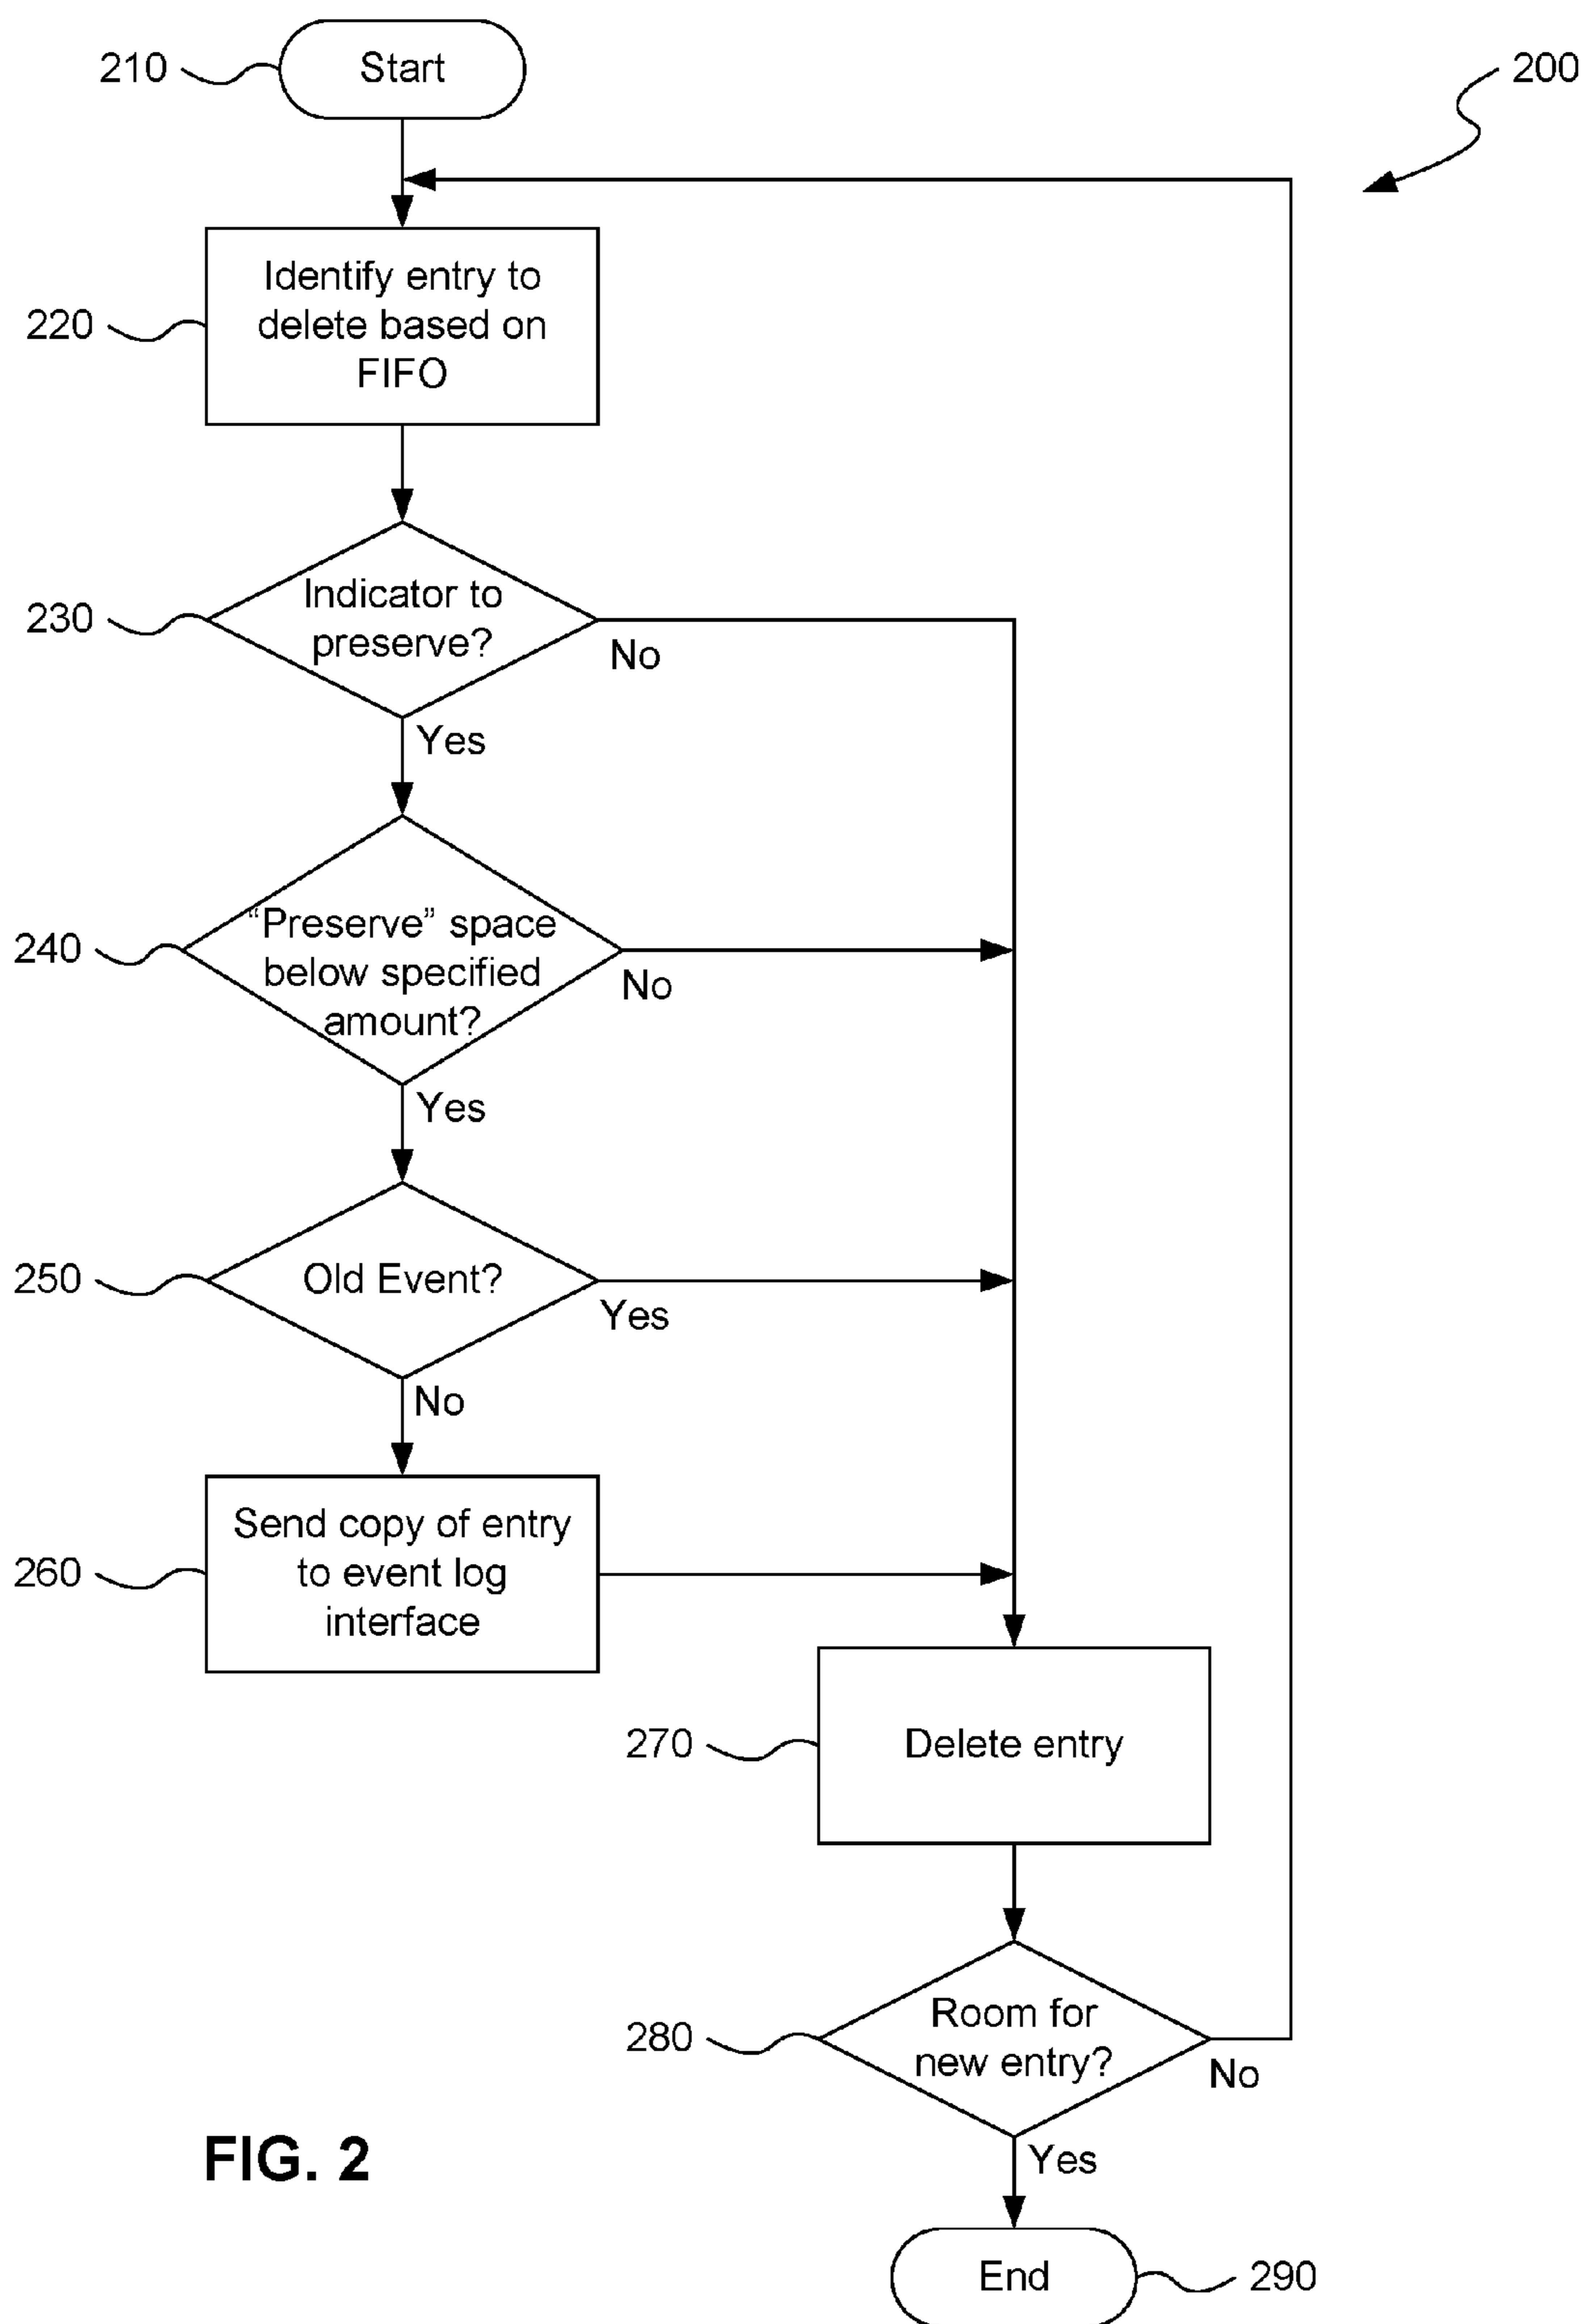 210
Start
200
220
Identify entry to
delete based on
FIFO
230
Indicator to
preserve?
No
Yes
240
“Preserve” space
below specified
amount?
No
Yes
250
Old Event?
Yes
No
260
Send copy of entry
to event log
interface
270
Delete entry
280
Room for
new entry?
No
Yes
FIG. 2
End
290